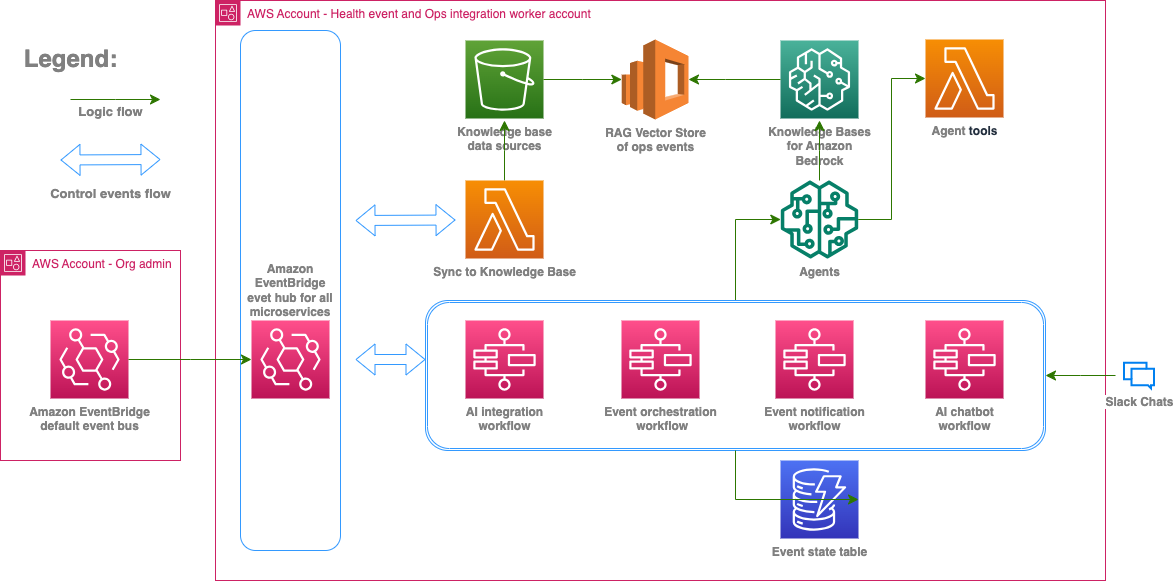 AWS Account - Health event and Ops integration worker account
Legend:
Logic flow
Control events flow
Knowledge base
data sources
RAG Vector Store
of ops events
Knowledge Bases
for Amazon
Bedrock
Agent tools
Sync to Knowledge Base
Agents
AWS Account - Org admin
Amazon EventBridge
default event bus
Amazon
EventBridge
evet hub for all
microservices
AI integration
workflow
Event orchestration
workflow
Event notification
workflow
AI chatbot
workflow
Slack Chats
Event state table